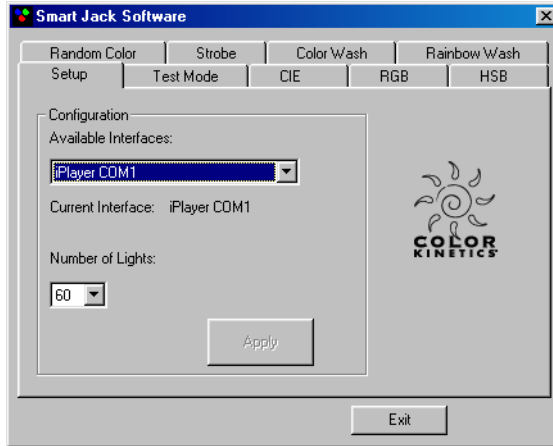 Smart Jack Software
Random Color Strobe Color Wash Rainbow Wash
Setup Test Mode CIE RGB HSB
Configuration
Available Interfaces:
iPlayer COM1
Current Interface: iPlayer COM1
Number of Lights:
60
Apply
COLOR
KINETICS
Exit